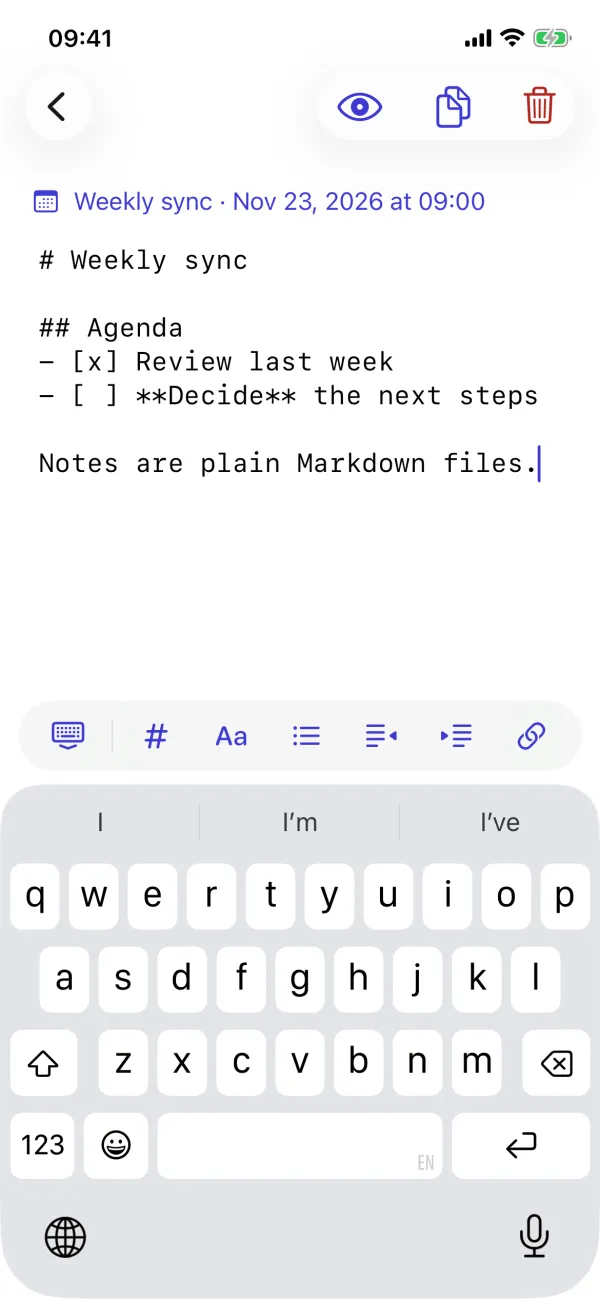 09:41
Weekly sync · Nov 23, 2026 at 09:00
# Weekly sync
## Agenda
- [x] Review last week
- [ ] **Decide** the next steps
Notes are plain Markdown files.
# Aa
I I’m I’ve
q w e r t y u i o p
a s d f g h j k l
z x c v b n m
123 EN